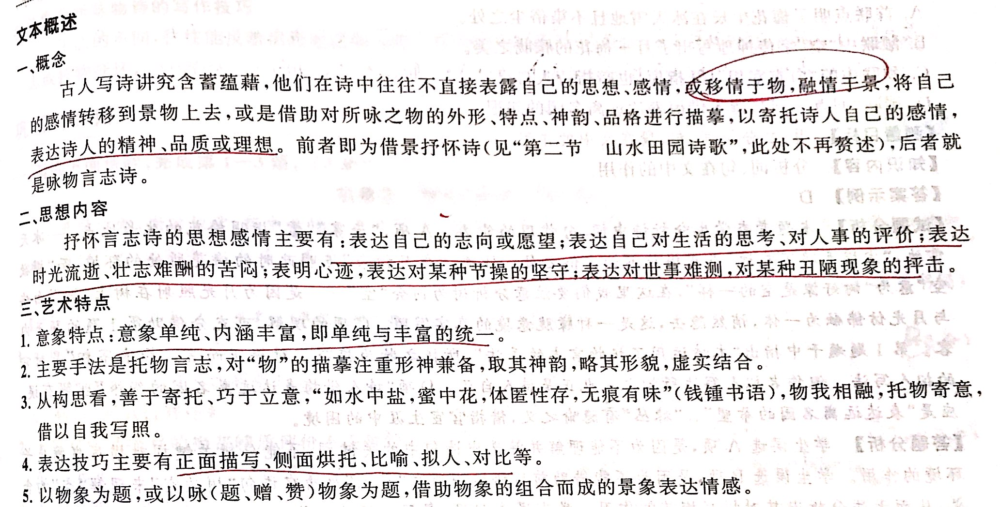 文本概述
一、概念
古人写诗讲究含蓄蕴藉,他们在诗中往往不直接表露自己的思想、感情,或移情于物,融情于景,将自己
的感情转移到景物上去,或是借助对所咏之物的外形、特点、神韵、品格进行描摹,以寄托诗人自己的感情,
表达诗人的精神、品质或理想。前者即为借景抒怀诗(见“第二节 山水田园诗歌”,此处不再赘述),后者就
是咏物言志诗。
二、思想内容
抒怀言志诗的思想感情主要有:表达自己的志向或愿望;表达自己对生活的思考、对人事的评价;表达
时光流逝、壮志难酬的苦闷;表明心迹,表达对某种节操的坚守;表达对世事难测,对某种丑陋现象的抨击。
三、艺术特点
1. 意象特点:意象单纯、内涵丰富,即单纯与丰富的统一。
2. 主要手法是托物言志,对“物”的描摹注重形神兼备,取其神韵,略其形貌,虚实结合。
3. 从构思看,善于寄托、巧于立意,“如水中盐,蜜中花,体匿性存,无痕有味”(钱锺书语),物我相融,托物寄意,
借以自我写照。
4. 表达技巧主要有正面描写、侧面烘托、比喻、拟人、对比等。
5. 以物象为题,或以咏(题、赠、赞)物象为题,借助物象的组合而成的景象表达情感。